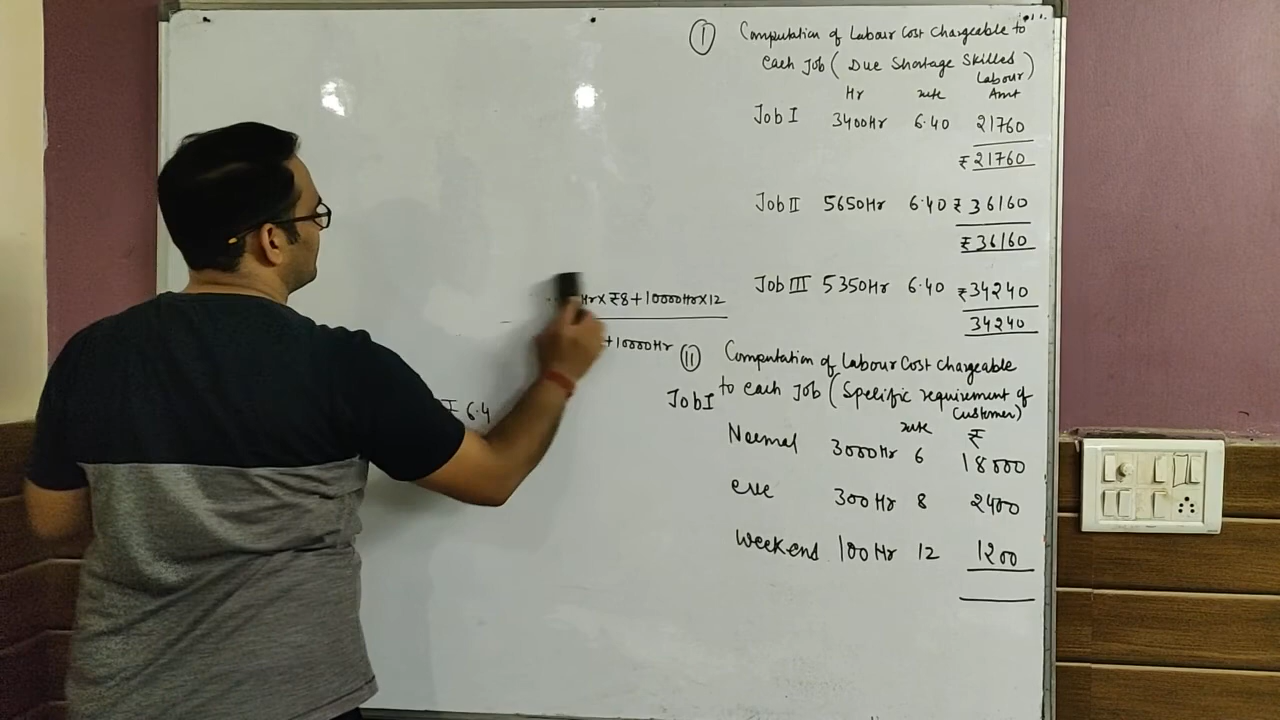 Hr x ₹8 + 10000Hr x 12
+ 10000Hr
₹ 6.4
I Computation of Labour Cost Chargeable to
each Job ( Due Shortage Skilled
Labour )
Hr rate Amt
Job I 3400Hr 6.40 21760
₹ 21760
Job II 5650Hr 6.40 ₹ 36160
₹ 36160
Job III 5350Hr 6.40 ₹ 34240
34240
II Computation of Labour Cost chargeable
to each Job ( Spelific requirement of
Customer)
Job I
rate ₹
Normal 3000Hr 6 18000
eve 300Hr 8 2400
Weekend 100Hr 12 1200